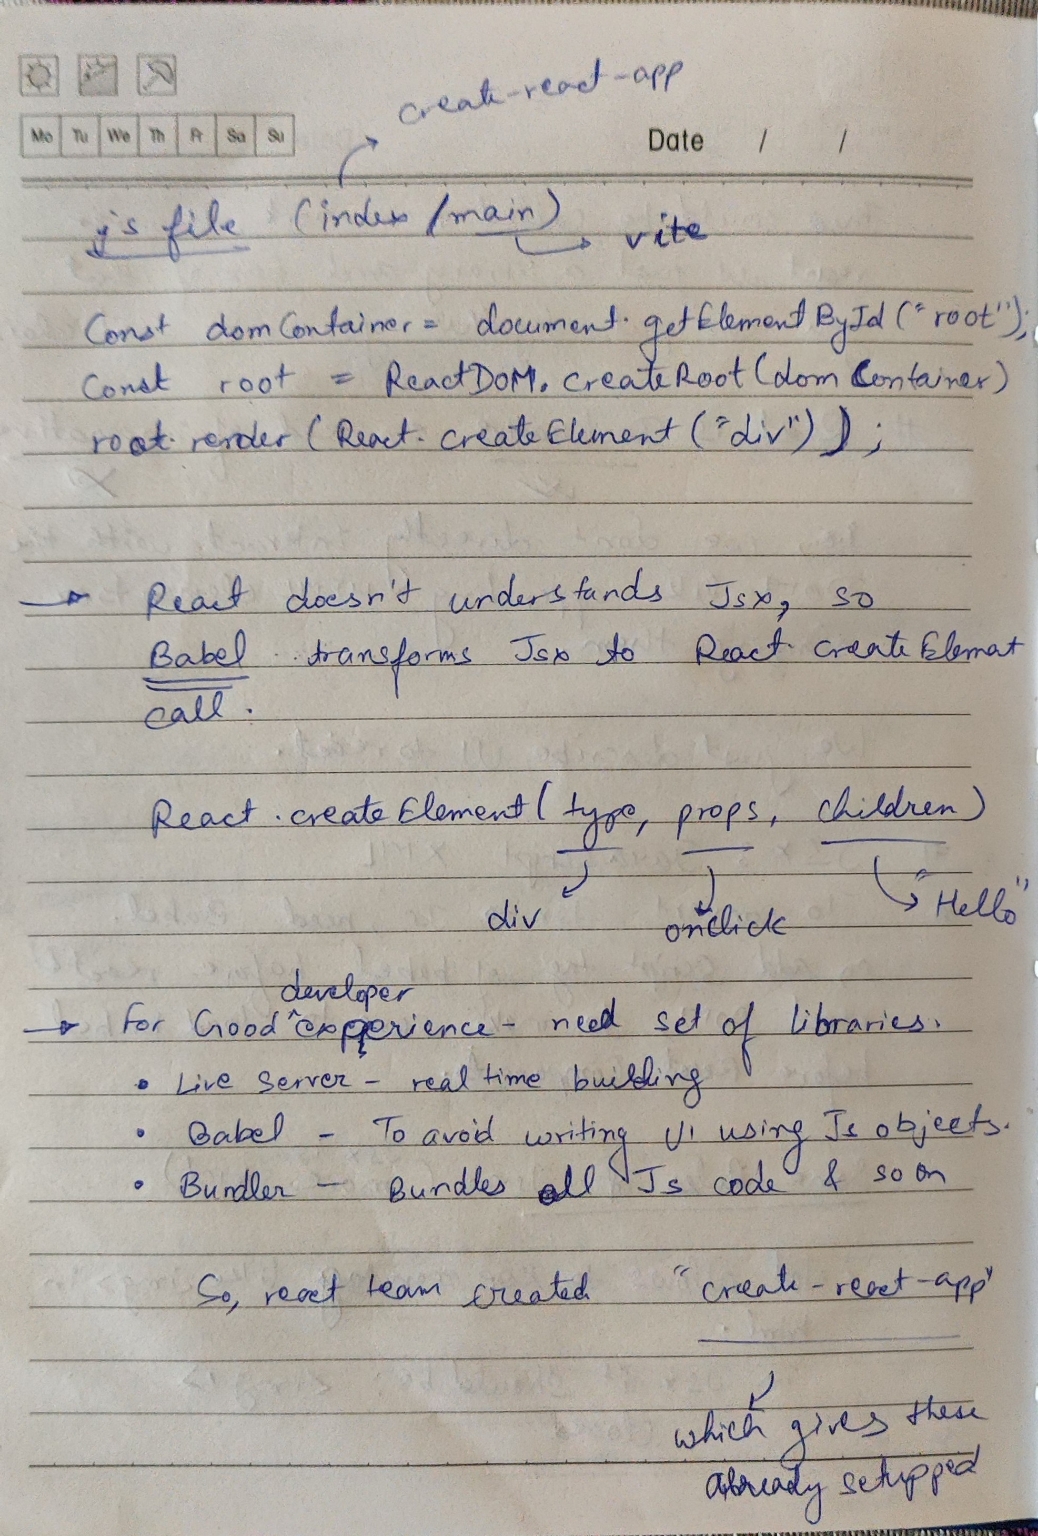 create-react-app
Mo Tu We Th Fr Sa Su
Date / /
js file (index/main)
vite
Const domContainer = document.getElementById("root");
Const root = ReactDOM.createRoot(domContainer)
root.render(React.createElement("div"));
→ React doesn't understands Jsx, so
Babel transforms Jsx to React createElemat
call.
React.createElement(type, props, children)
div onclick "Hello"
developer
→ For Good ^ experience - need set of libraries.
• Live Server - real time building
• Babel - To avoid writing UI using Js objects.
• Bundler - Bundles all Js code & so on
So, react team created "create-react-app"
which gives these
already setupped